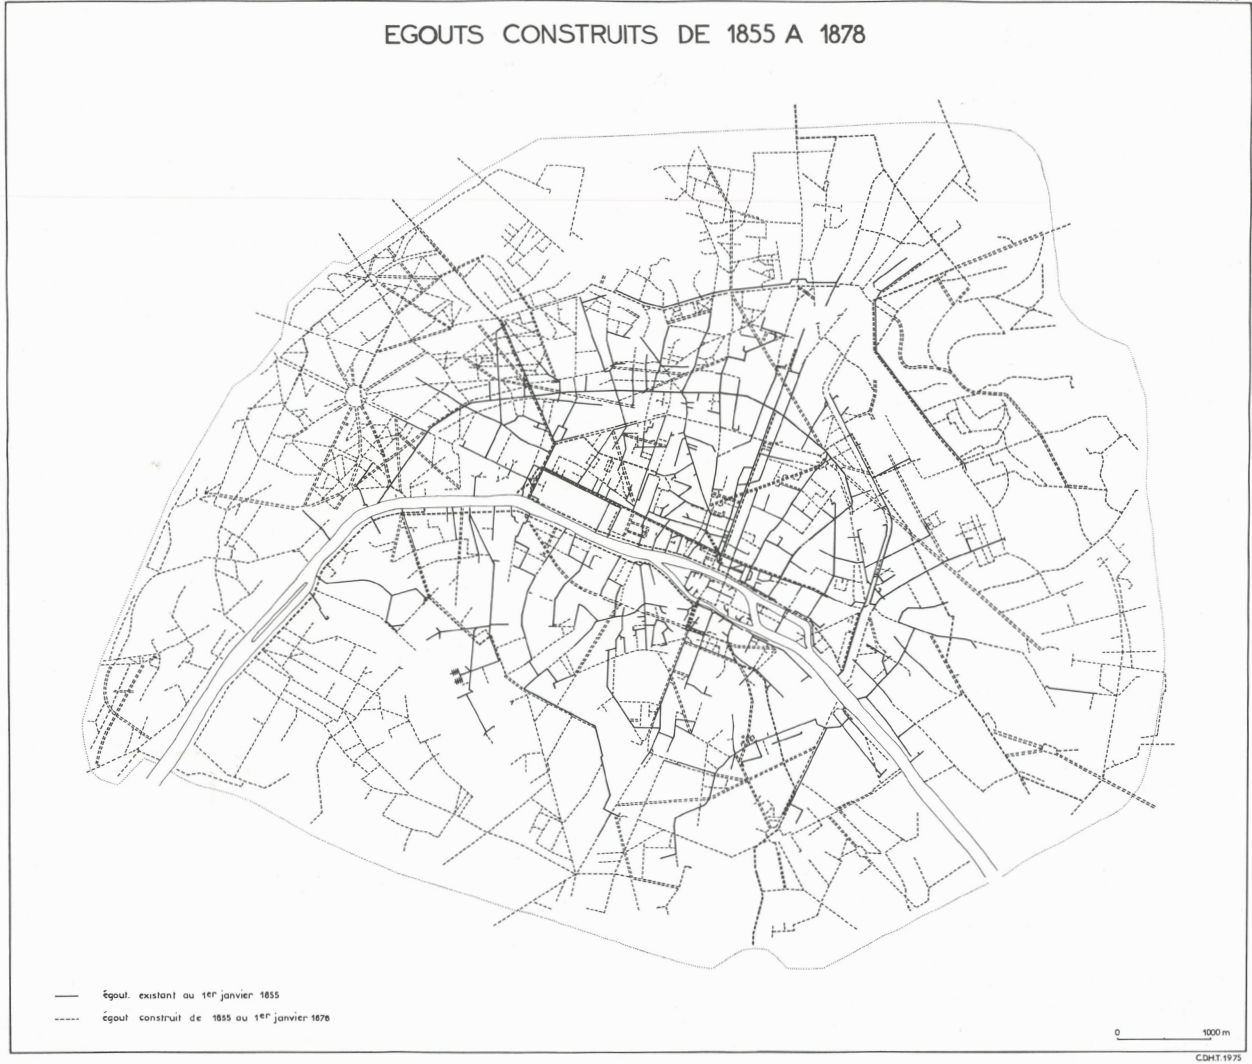 EGOUTS CONSTRUITS DE 1855 A 1878
égout. existant au 1er janvier 1855
égout construit de 1855 au 1er janvier 1878
0 1000 m
C.D.H.T. 1975